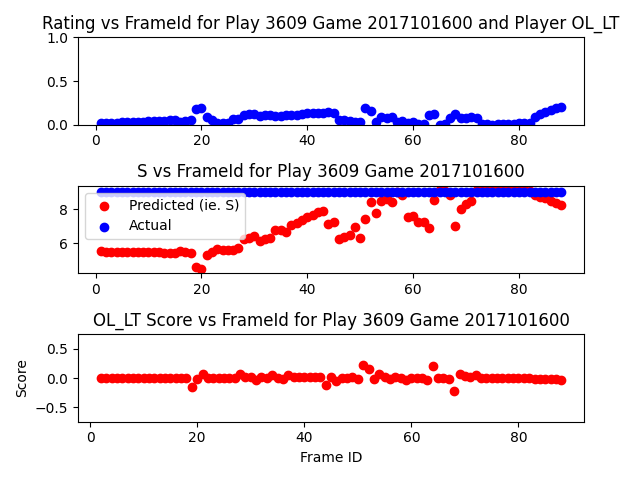 Rating vs FrameId for Play 3609 Game 2017101600 and Player OL_LT
1.0
0.5
0.0
0 20 40 60 80
S vs FrameId for Play 3609 Game 2017101600
8
6
Predicted (ie. S)
Actual
0 20 40 60 80
OL_LT Score vs FrameId for Play 3609 Game 2017101600
Score
0.5
0.0
−0.5
0 20 40 60 80
Frame ID